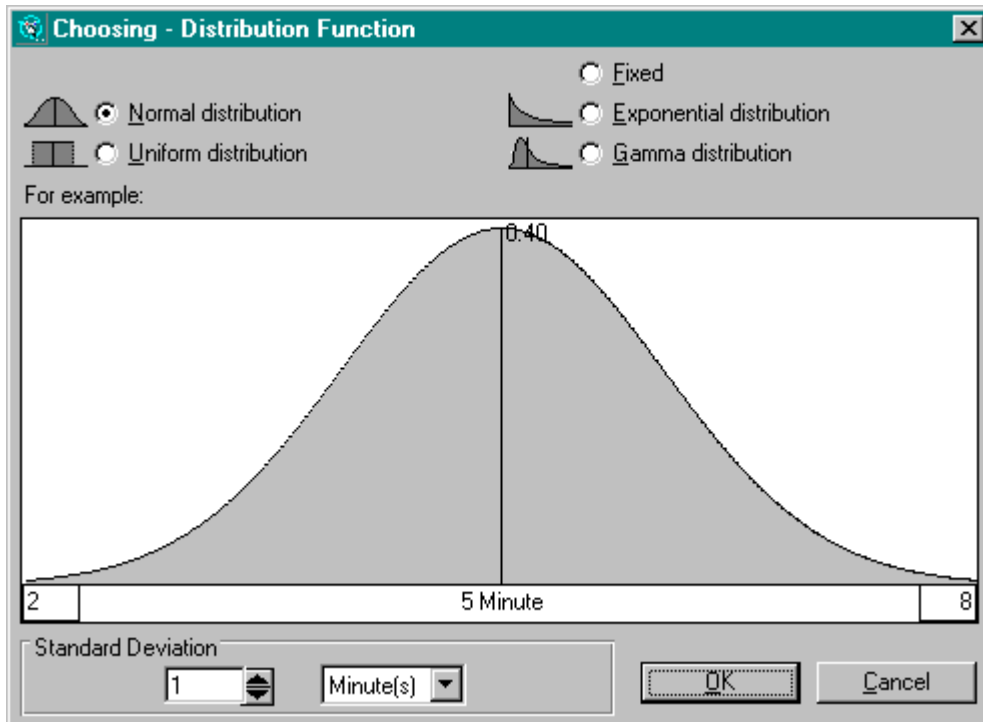 Choosing - Distribution Function
Fixed
Normal distribution
Exponential distribution
Uniform distribution
Gamma distribution
For example:
0.40
2
5 Minute
8
Standard Deviation
1
Minute(s)
OK
Cancel